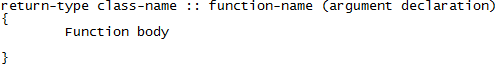 return-type class-name :: function-name (argument declaration)
{
Function body
}